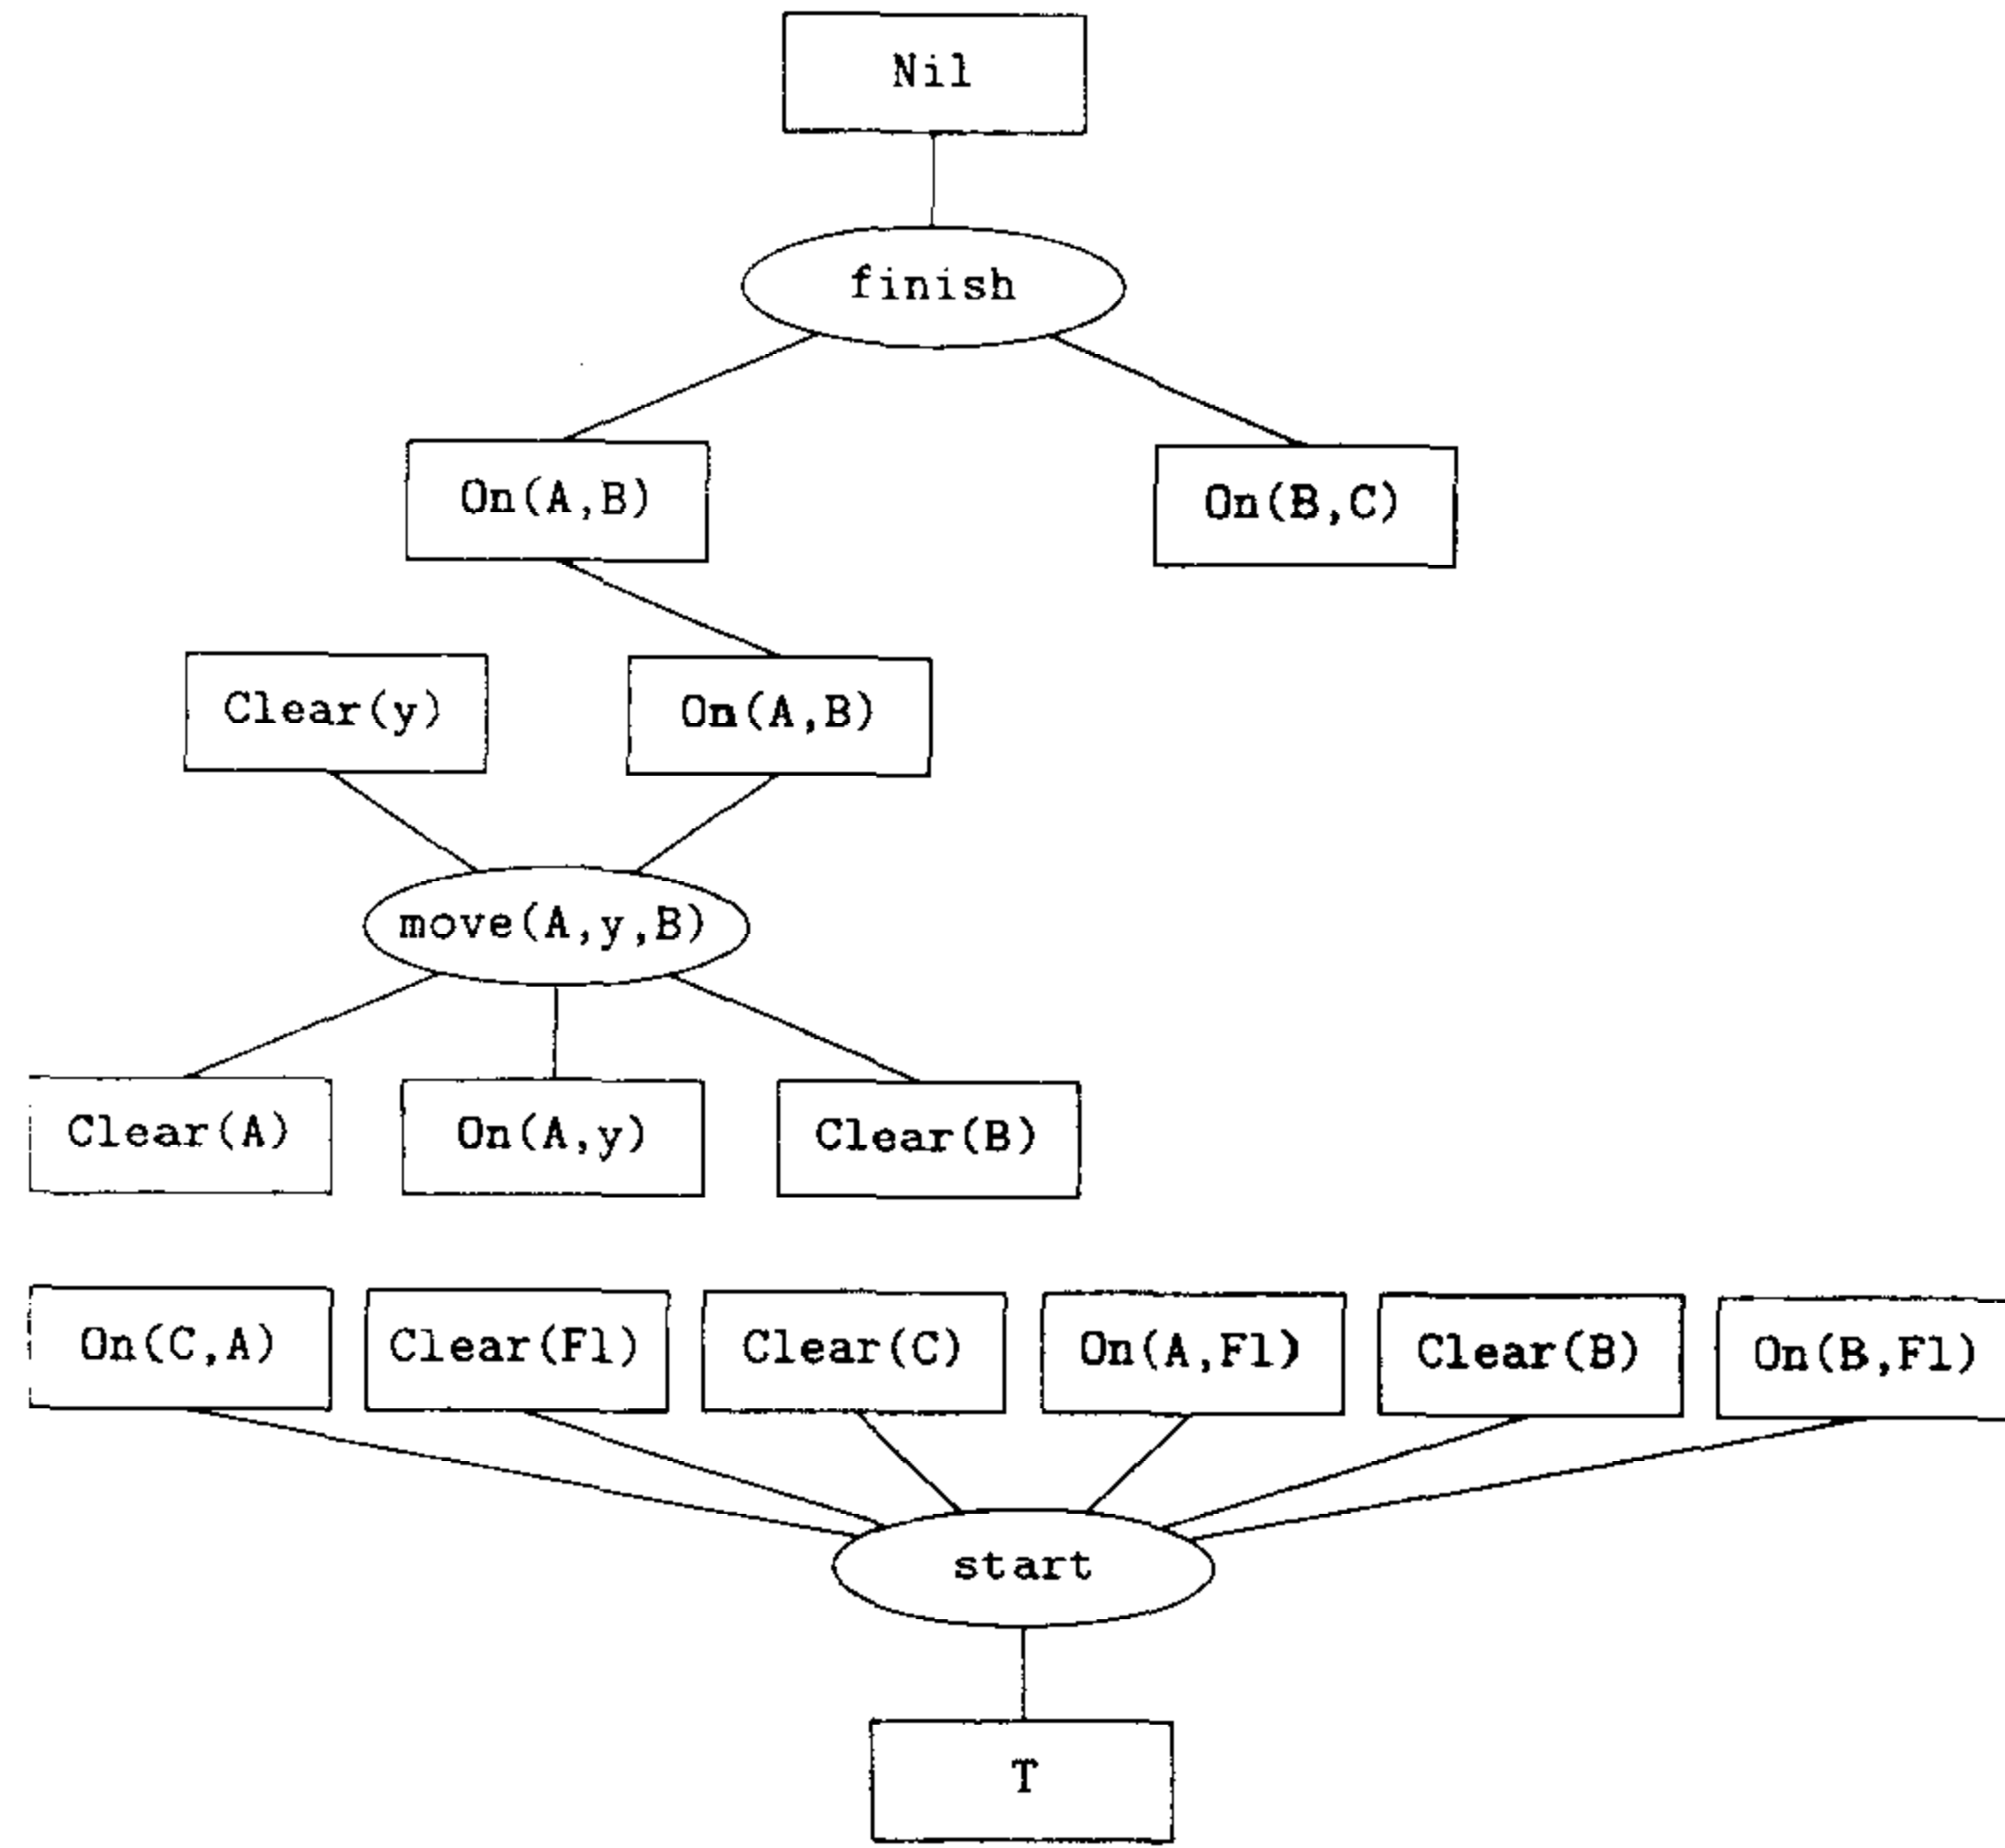 Nil
finish
On(A,B)
On(B,C)
Clear(y)
On(A,B)
move(A,y,B)
Clear(A)
On(A,y)
Clear(B)
On(C,A)
Clear(Fl)
Clear(C)
On(A,Fl)
Clear(B)
On(B,Fl)
start
T